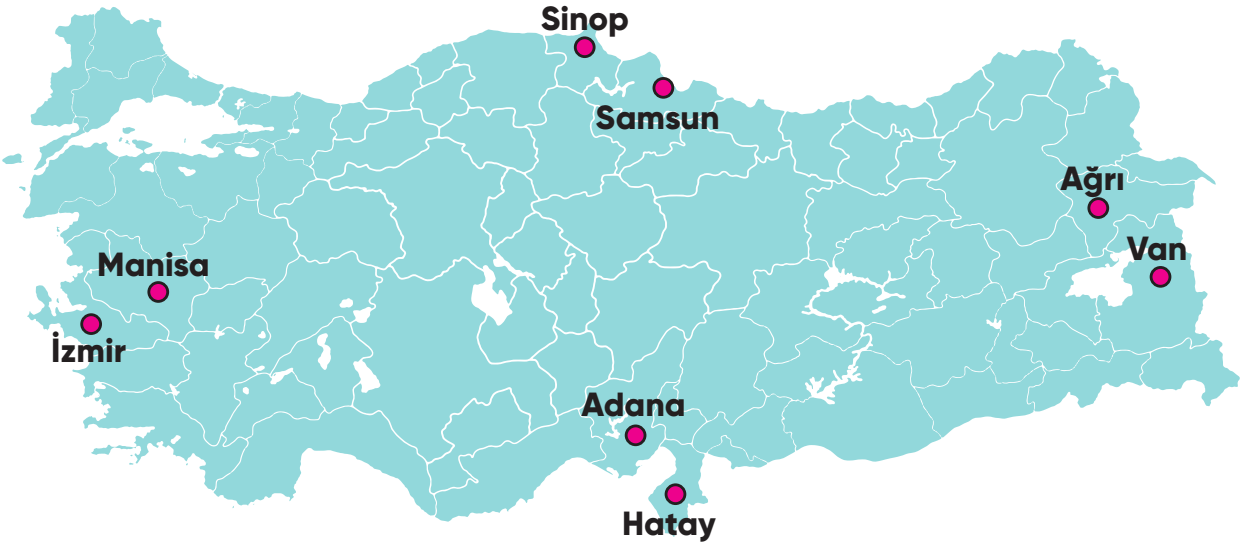 Sinop
Samsun
Ağrı
Van
Manisa
İzmir
Adana
Hatay